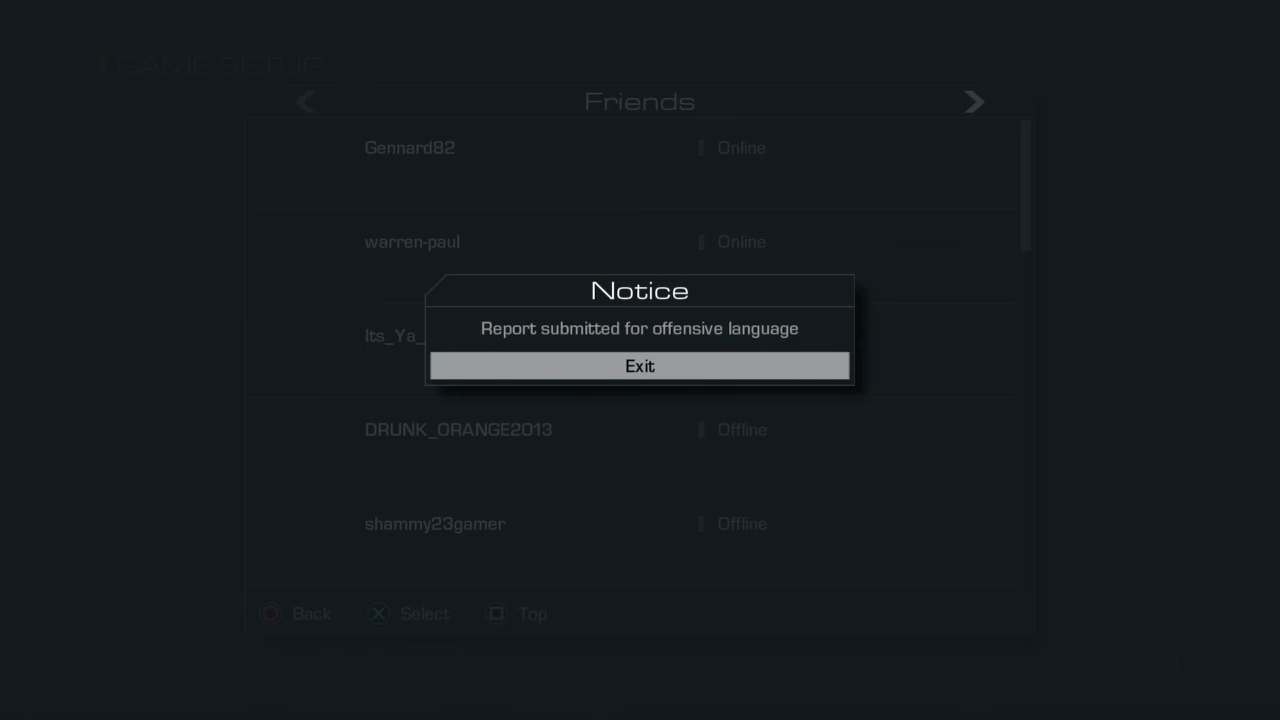 GAME SETUP
Friends
Gennard82
Online
warren-paul
Online
Notice
Report submitted for offensive language
Its_Ya_
Exit
DRUNK_ORANGE2013
Offline
shammy23gamer
Offline
Back Select Top